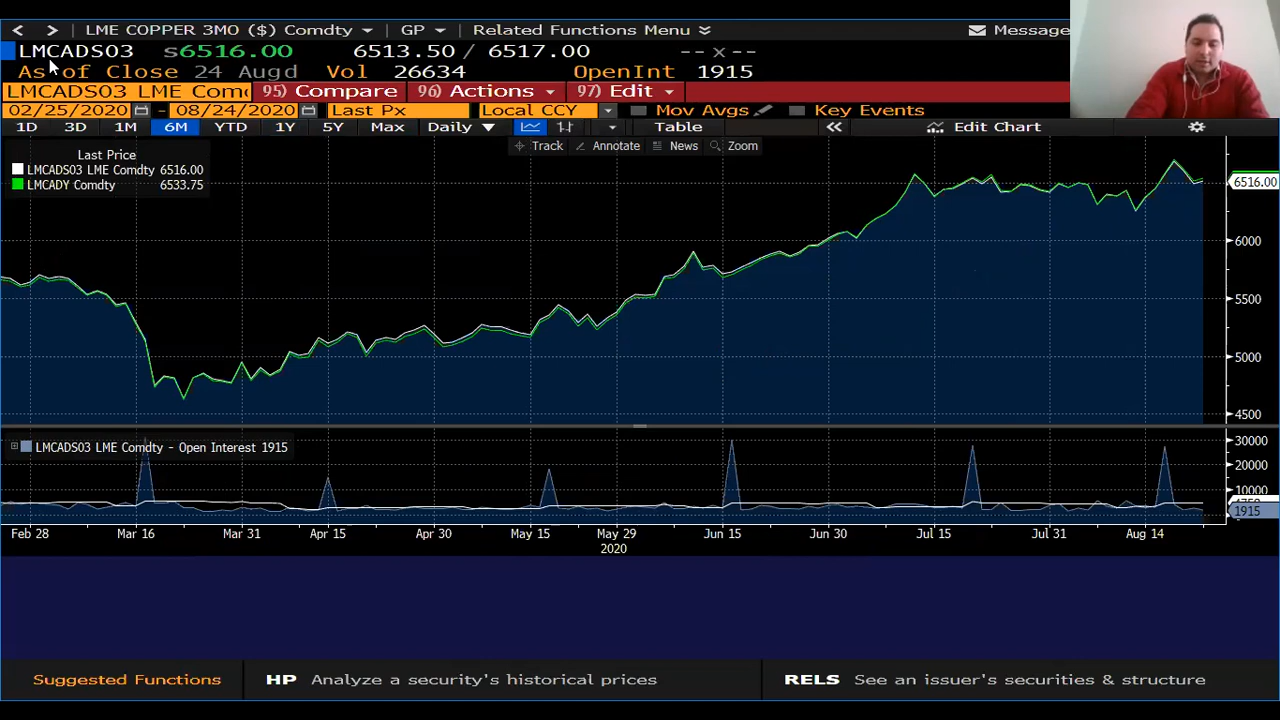 < > LME COPPER 3MO ($) Comdty GP Related Functions Menu Message
LMCADS03 s6516.00 6513.50 / 6517.00 -- x --
As of Close 24 Augd Vol 26634 OpenInt 1915
LMCADS03 LME Com 95) Compare 96) Actions 97) Edit
02/25/2020 - 08/24/2020 Last Px Local CCY Mov Avgs Key Events
1D 3D 1M 6M YTD 1Y 5Y Max Daily Table Edit Chart
Track Annotate News Zoom
Last Price
LMCADS03 LME Comdty 6516.00
LMCADY Comdty 6533.75
6516.00
6000
5500
5000
4500
LMCADS03 LME Comdty - Open Interest 1915
30000
20000
10000
1915
Feb 28 Mar 16 Mar 31 Apr 15 Apr 30 May 15 May 29 Jun 15 Jun 30 Jul 15 Jul 31 Aug 14
2020
Suggested Functions HP Analyze a security's historical prices RELS See an issuer's securities & structure